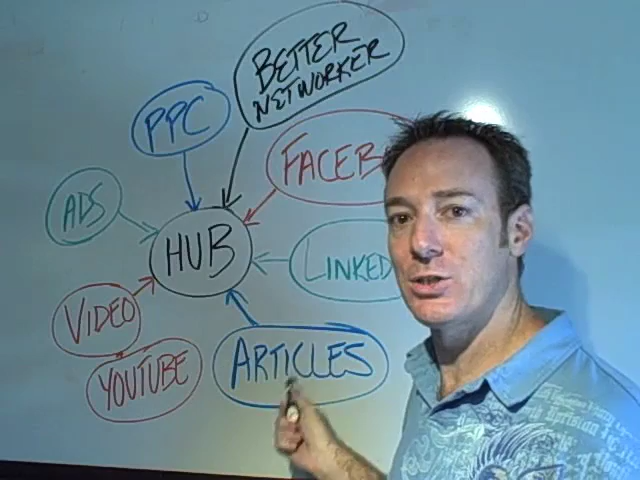 BETTER
NETWORKER
PPC
FACEB
ADS
HUB
LINKED
VIDEO
ARTICLES
YOUTUBE